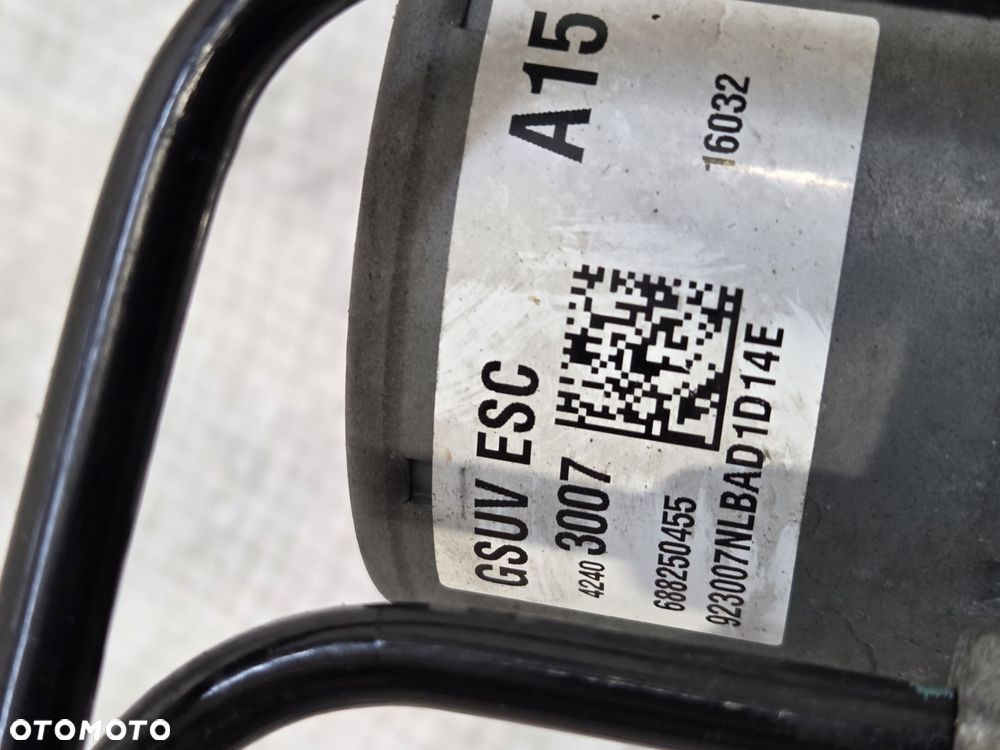 A15
16032
GSUV ESC
4240 3007
688250455
923007NLBAD1D14E
OTOMOTO